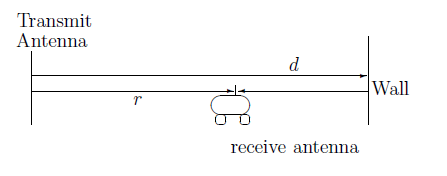 Transmit
Antenna
d
Wall
r
receive antenna